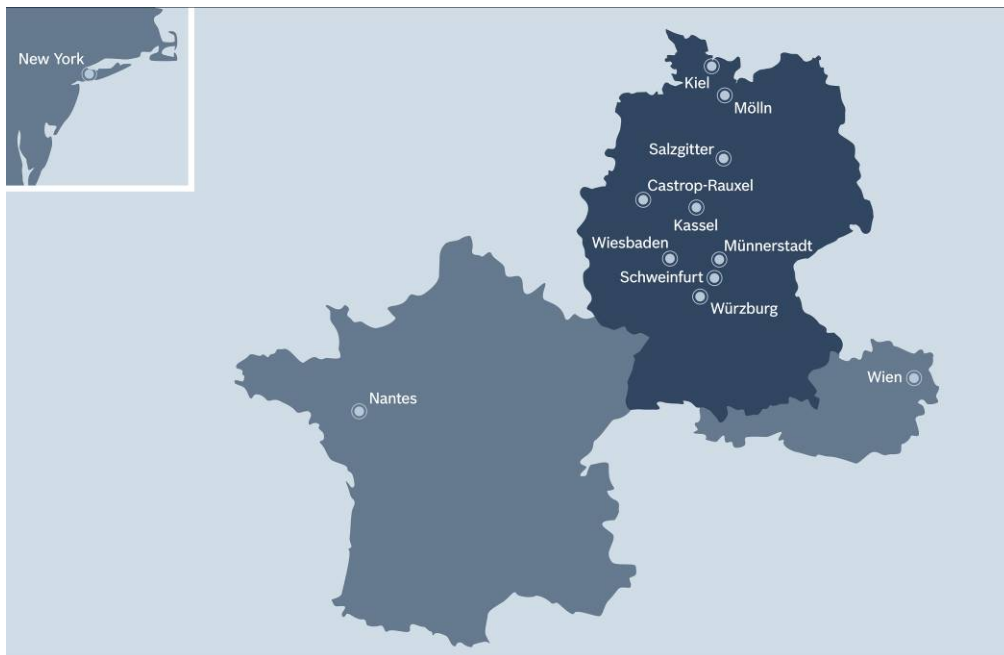 New York
Kiel
Mölln
Salzgitter
Castrop-Rauxel
Kassel
Wiesbaden
Münnerstadt
Schweinfurt
Würzburg
Wien
Nantes